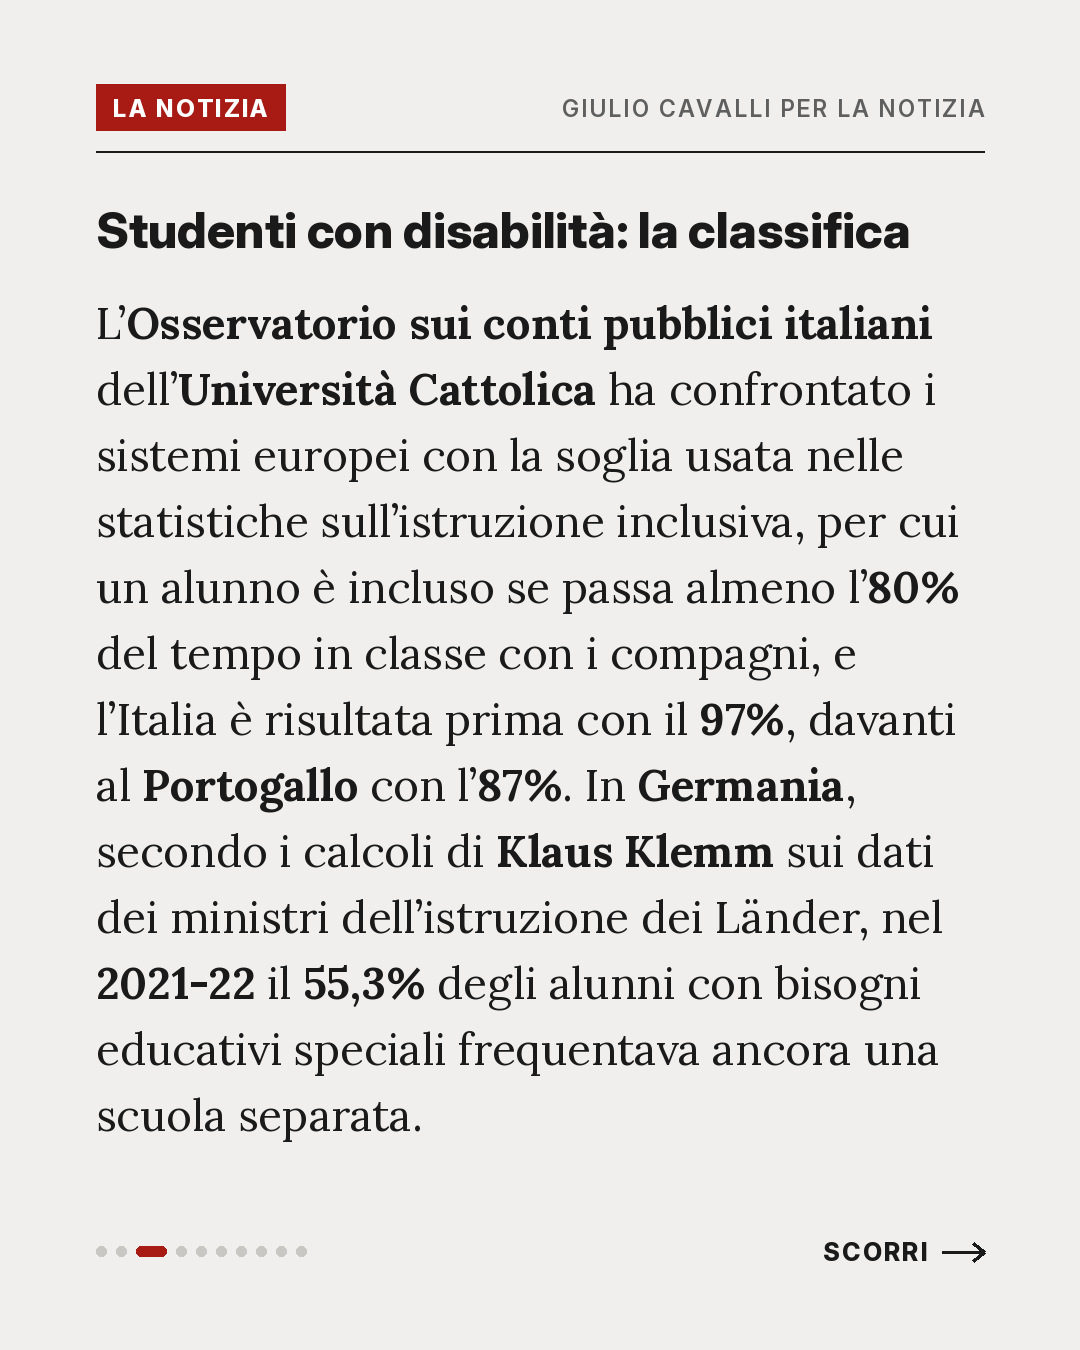 LA NOTIZIA
GIULIO CAVALLI PER LA NOTIZIA
Studenti con disabilità: la classifica
L’Osservatorio sui conti pubblici italiani
dell’Università Cattolica ha confrontato i
sistemi europei con la soglia usata nelle
statistiche sull’istruzione inclusiva, per cui
un alunno è incluso se passa almeno l’80%
del tempo in classe con i compagni, e
l’Italia è risultata prima con il 97%, davanti
al Portogallo con l’87%. In Germania,
secondo i calcoli di Klaus Klemm sui dati
dei ministri dell’istruzione dei Länder, nel
2021-22 il 55,3% degli alunni con bisogni
educativi speciali frequentava ancora una
scuola separata.
SCORRI